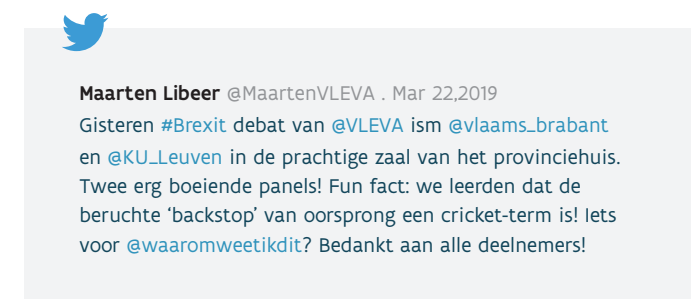 Maarten Libeer @MaartenVLEVA . Mar 22,2019
Gisteren #Brexit debat van @VLEVA ism @vlaams_brabant
en @KU_Leuven in de prachtige zaal van het provinciehuis.
Twee erg boeiende panels! Fun fact: we leerden dat de
beruchte ‘backstop’ van oorsprong een cricket-term is! Iets
voor @waaromweetikdit? Bedankt aan alle deelnemers!